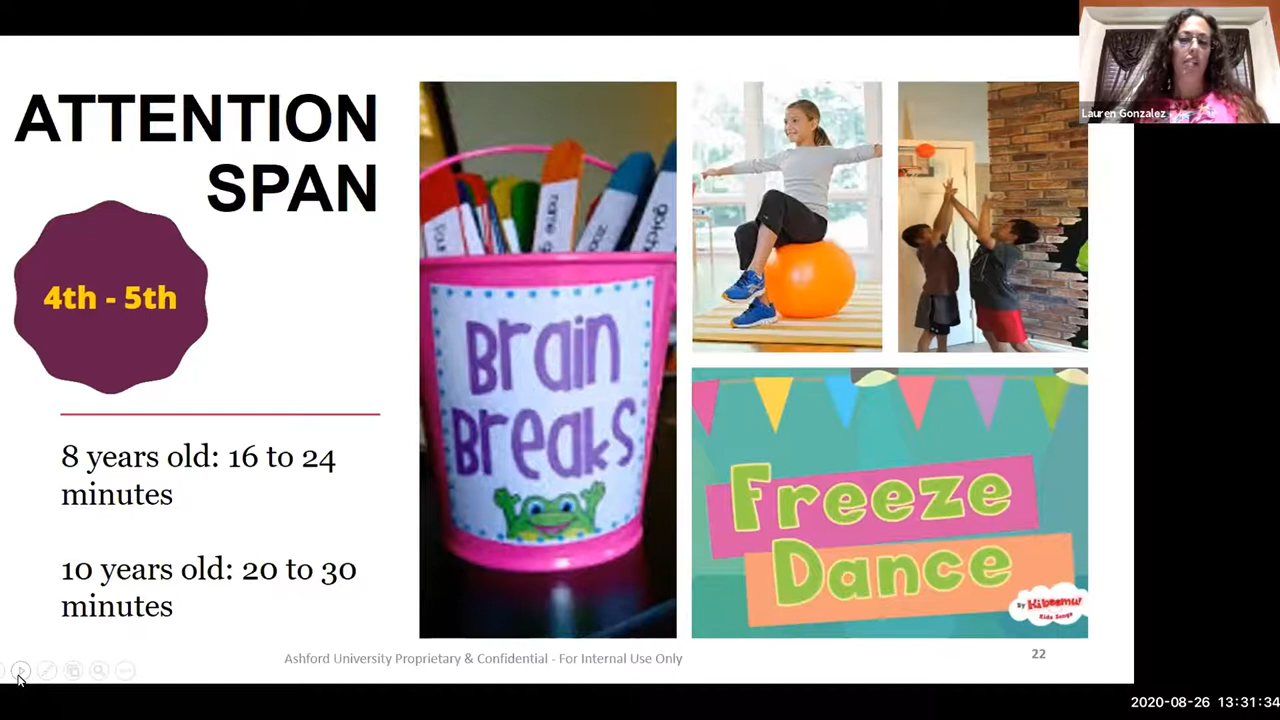 ATTENTION
SPAN
4th - 5th
8 years old: 16 to 24
minutes
10 years old: 20 to 30
minutes
Brain
Breaks
Freeze
Dance
By Kiboomu!
Kids Songs
Ashford University Proprietary & Confidential - For Internal Use Only
22
Lauren Gonzalez
2020-08-26 13:31:34